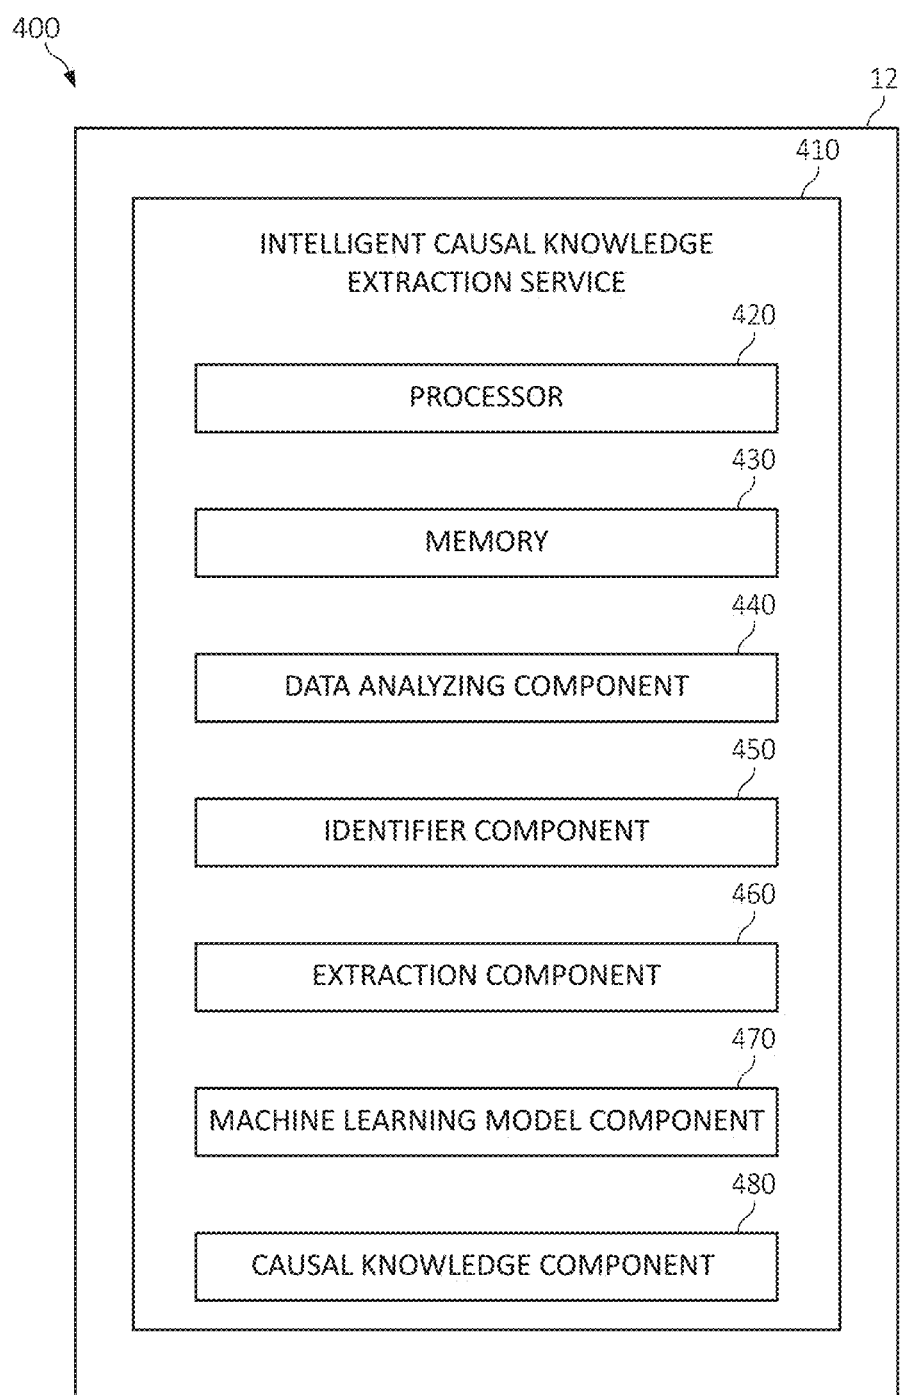 400
12
410
INTELLIGENT CAUSAL KNOWLEDGE
EXTRACTION SERVICE
420
PROCESSOR
430
MEMORY
440
DATA ANALYZING COMPONENT
450
IDENTIFIER COMPONENT
460
EXTRACTION COMPONENT
470
MACHINE LEARNING MODEL COMPONENT
480
CAUSAL KNOWLEDGE COMPONENT